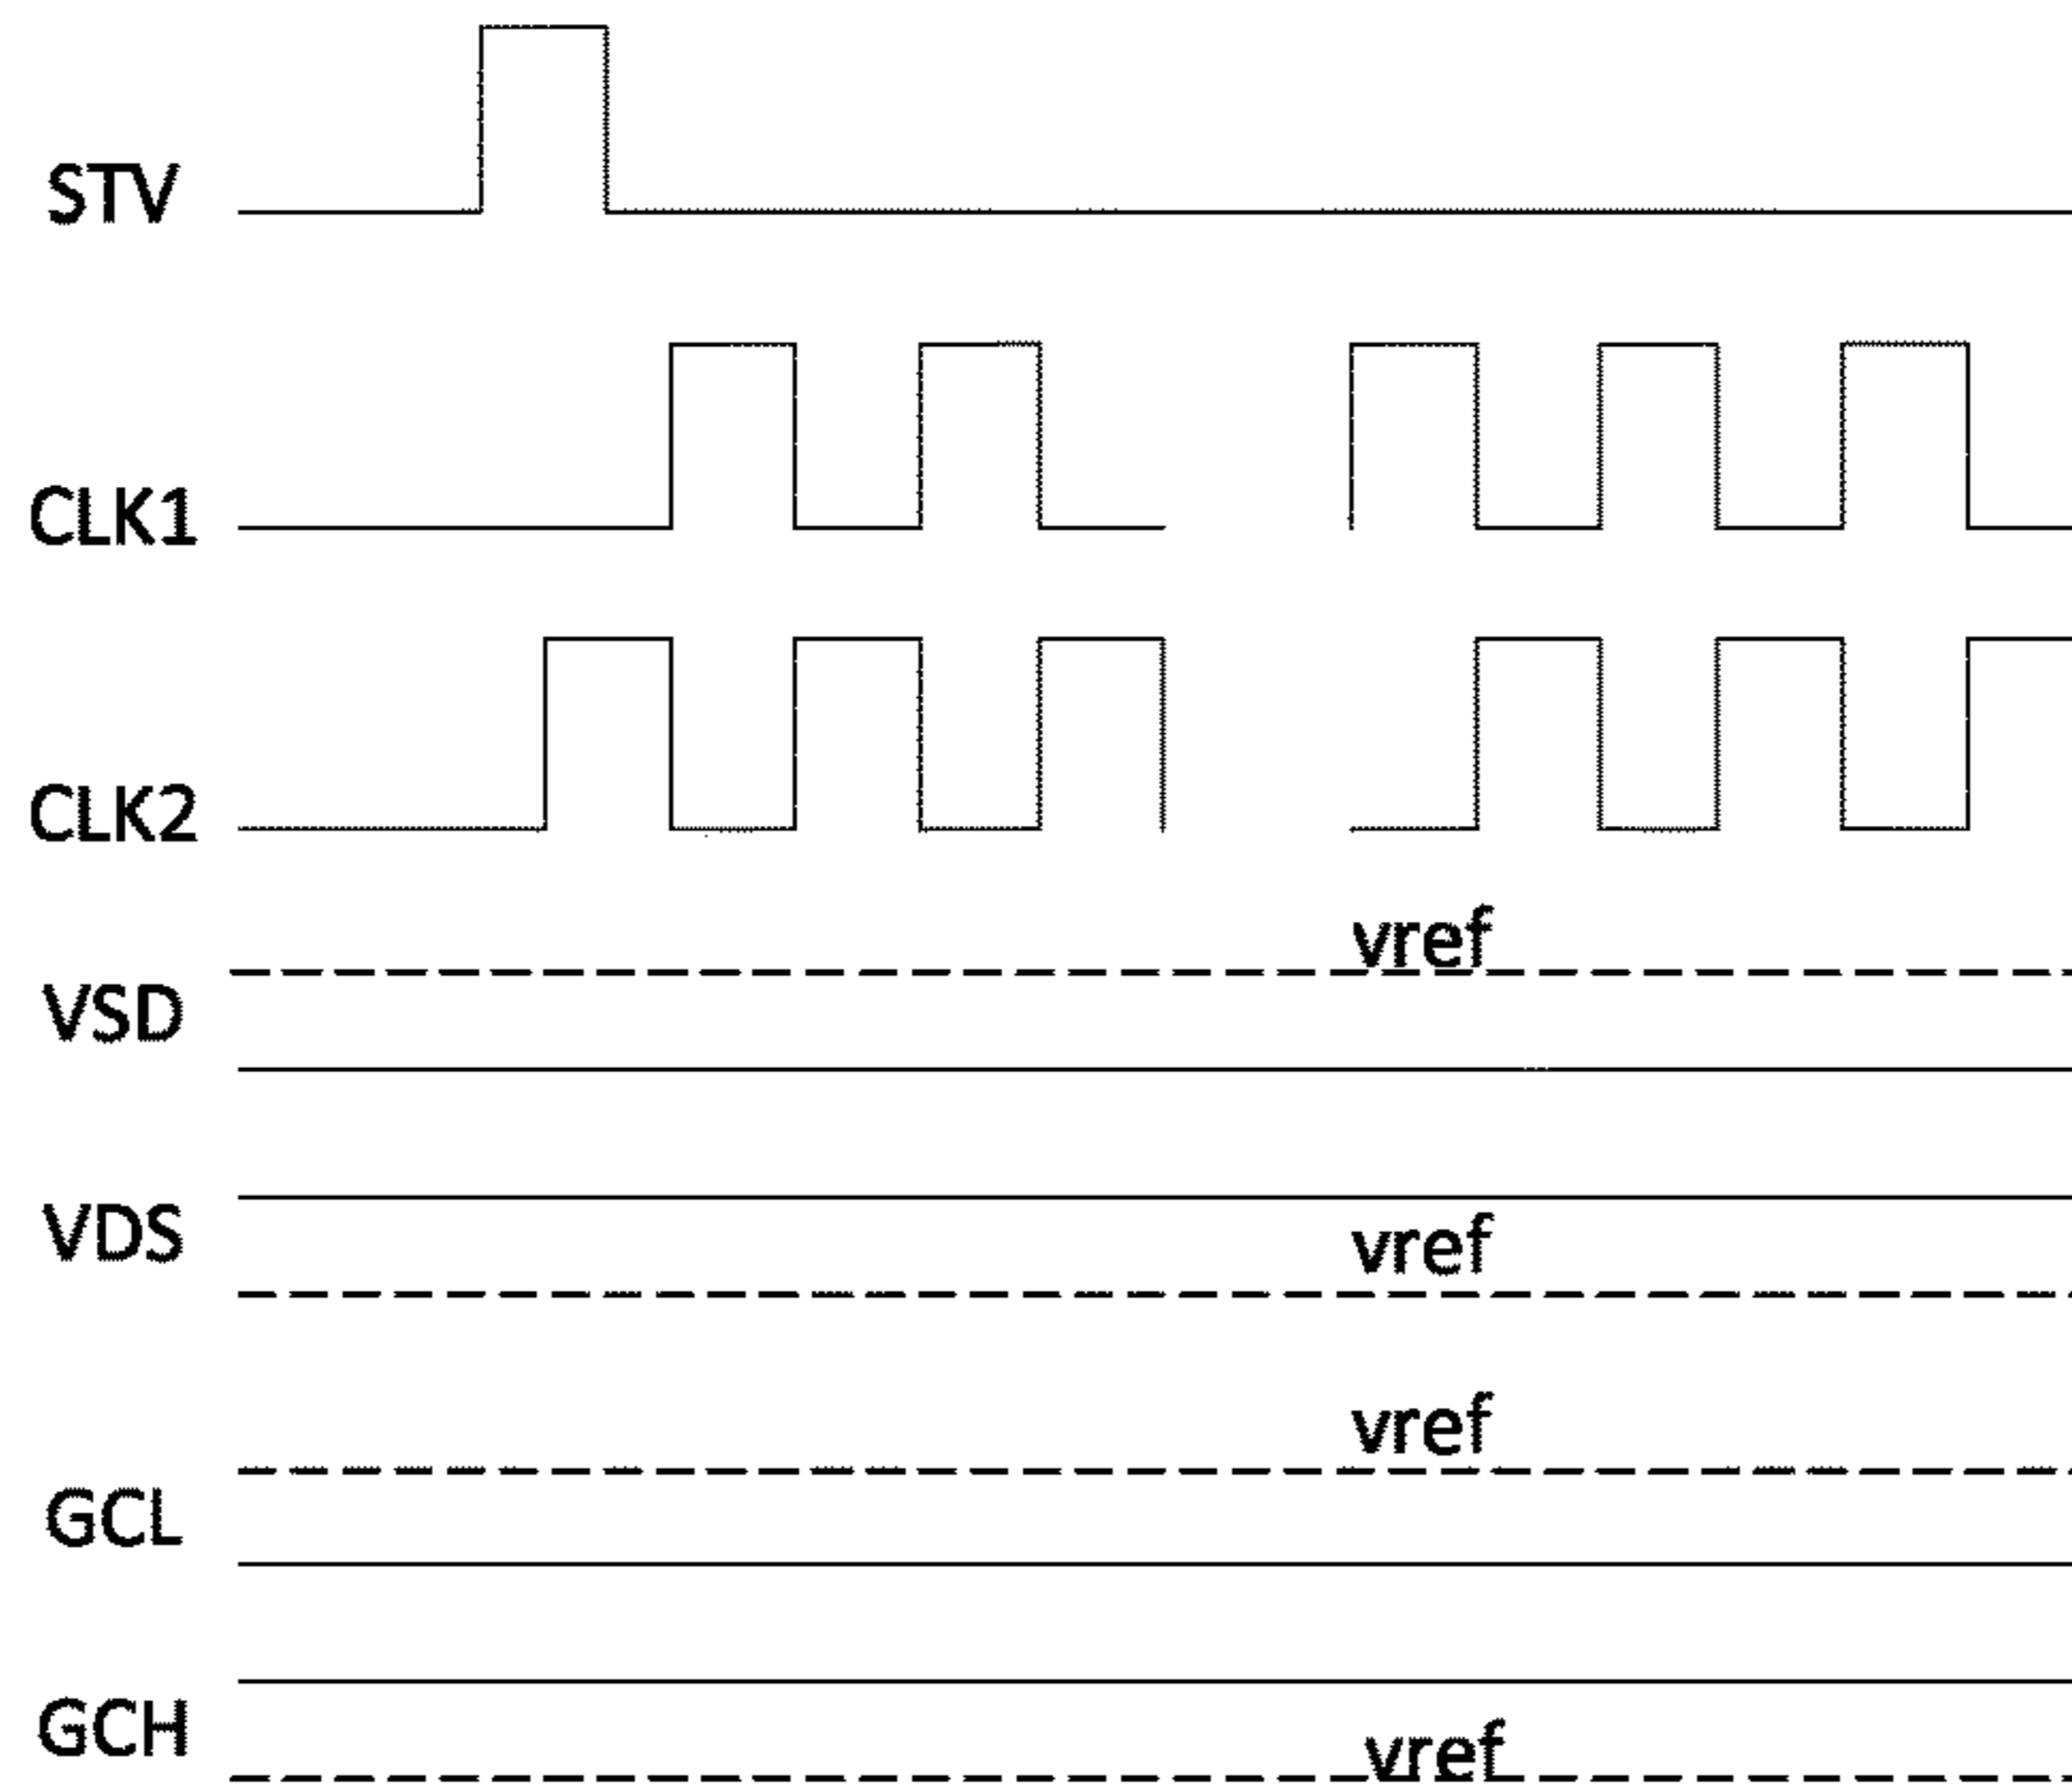 STV
CLK1
CLK2
vref
VSD
VDS
vref
vref
GCL
GCH
vref